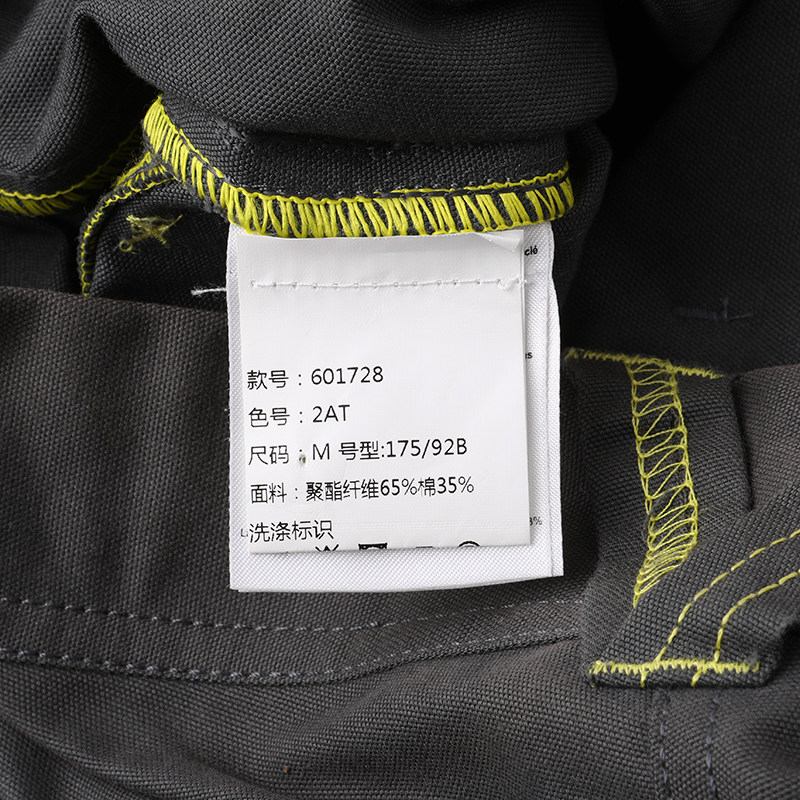 款号：601728
色号：2AT
尺码：M 号型:175/92B
面料：聚酯纤维65%棉35%
洗涤标识